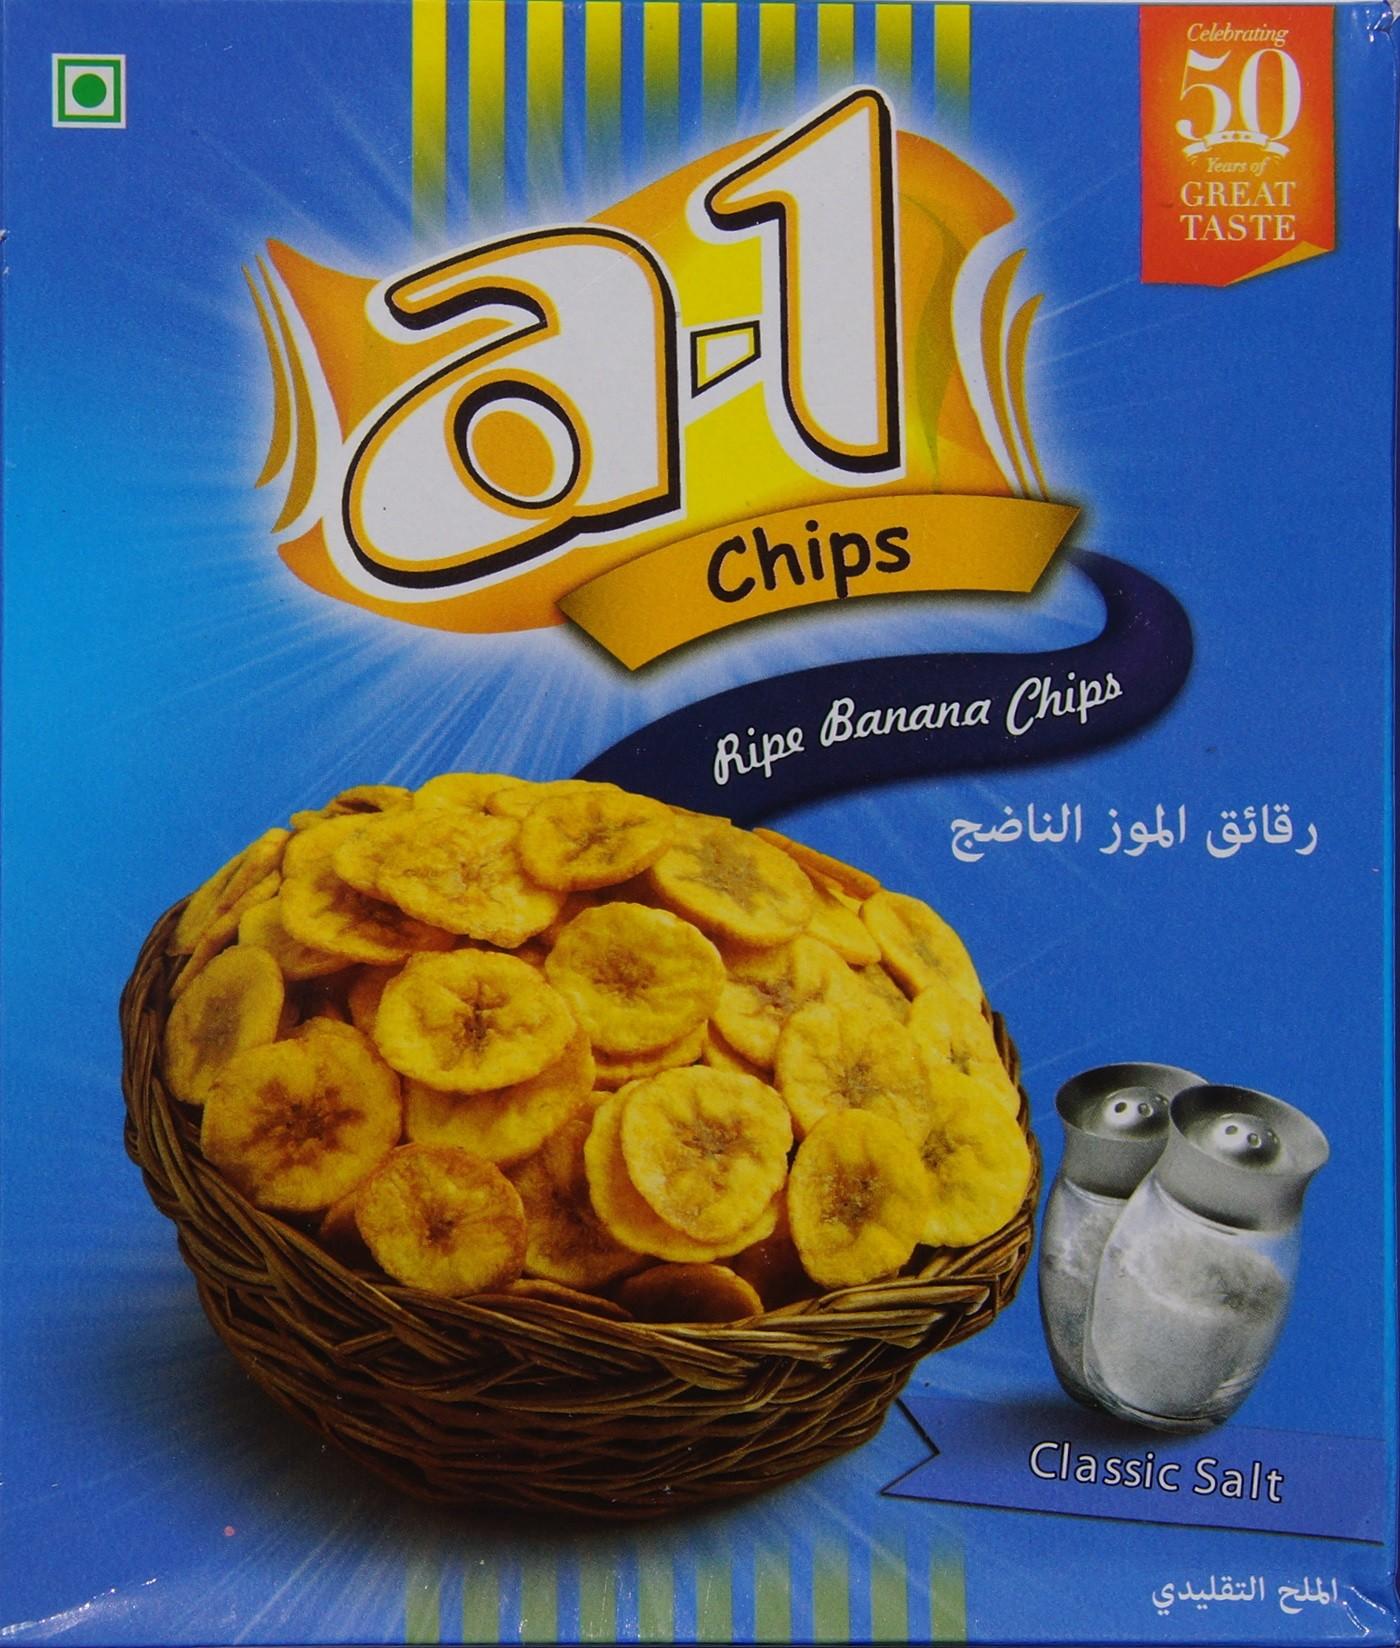 Celebrating
50
Years of
GREAT
TASTE
a-1
Chips
Ripe Banana Chips
رقائق الموز الناضج
Classic Salt
الملح التقليدي